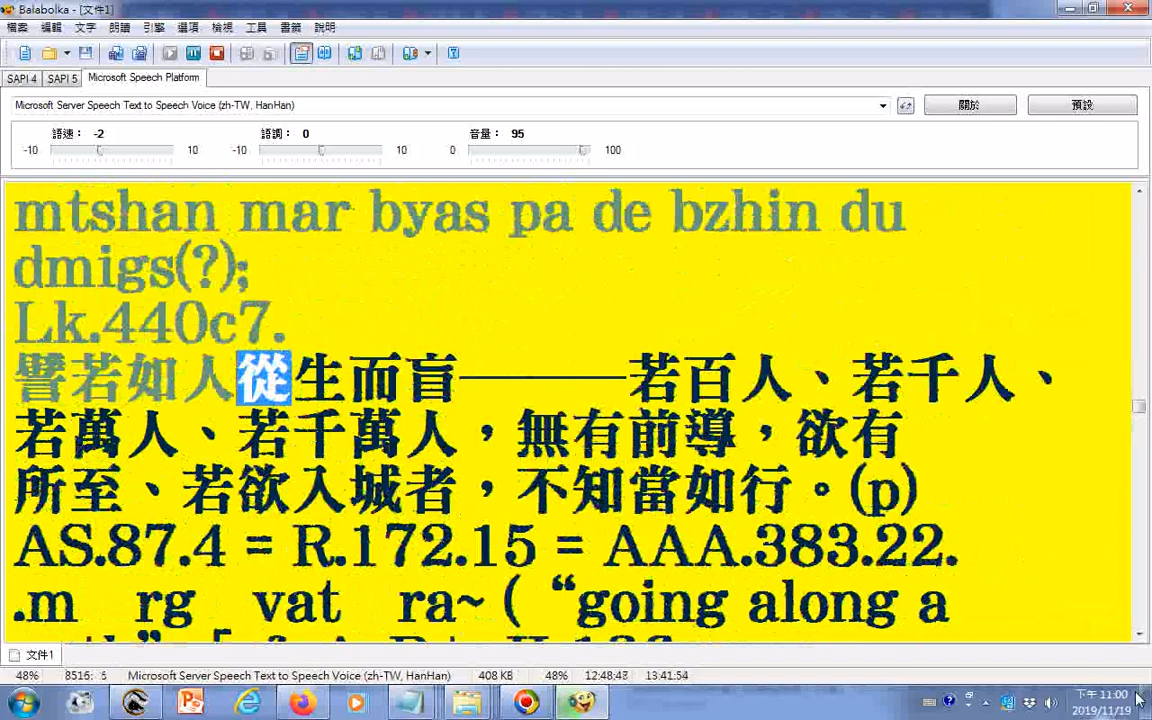 Balabolka - [文件1]
檔案 編輯 文字 朗讀 引擎 選項 檢視 工具 書籤 說明
SAPI 4 SAPI 5 Microsoft Speech Platform
Microsoft Server Speech Text to Speech Voice (zh-TW, HanHan) 關於 預設
語速： -2 語調： 0 音量： 95
-10 10 -10 10 0 100
mtshan mar byas pa de bzhin du
dmigs(?);
Lk.440c7.
譬若如人從生而盲———若百人、若千人、
若萬人、若千萬人，無有前導，欲有
所至、若欲入城者，不知當如行。(p)
AS.87.4 = R.172.15 = AAA.383.22.
.m rg vat ra~ ( “going along a
文件1
48% 8516: 6 Microsoft Server Speech Text to Speech Voice (zh-TW, HanHan) 408 KB 48% 12:48:48 13:41:54
下午 11:00
2019/11/19